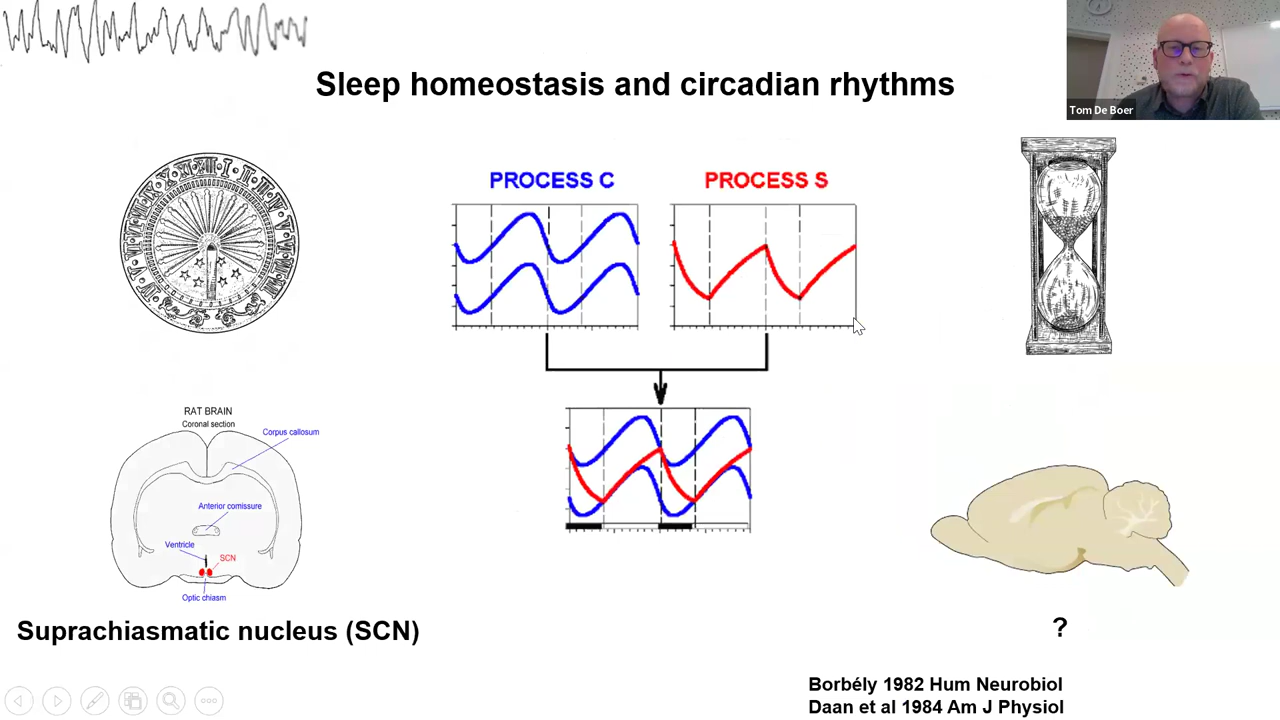 Sleep homeostasis and circadian rhythms
Tom De Boer
PROCESS C
PROCESS S
RAT BRAIN
Coronal section
Corpus callosum
Anterior comissure
Ventricle
SCN
Optic chiasm
Suprachiasmatic nucleus (SCN)
?
Borbély 1982 Hum Neurobiol
Daan et al 1984 Am J Physiol